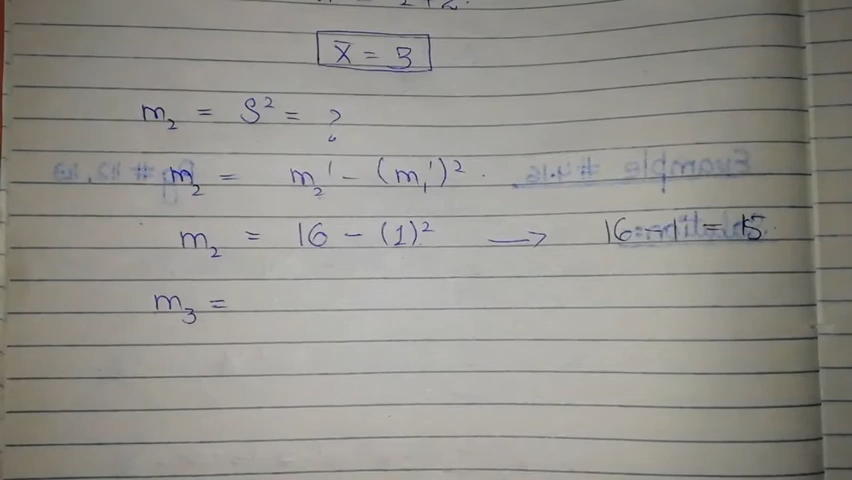 x̄ = 3
m₂ = S² = ?
m₂ = m₂' - (m₁')².
m₂ = 16 - (1)² → 16 - 1 = 15
m₃ =